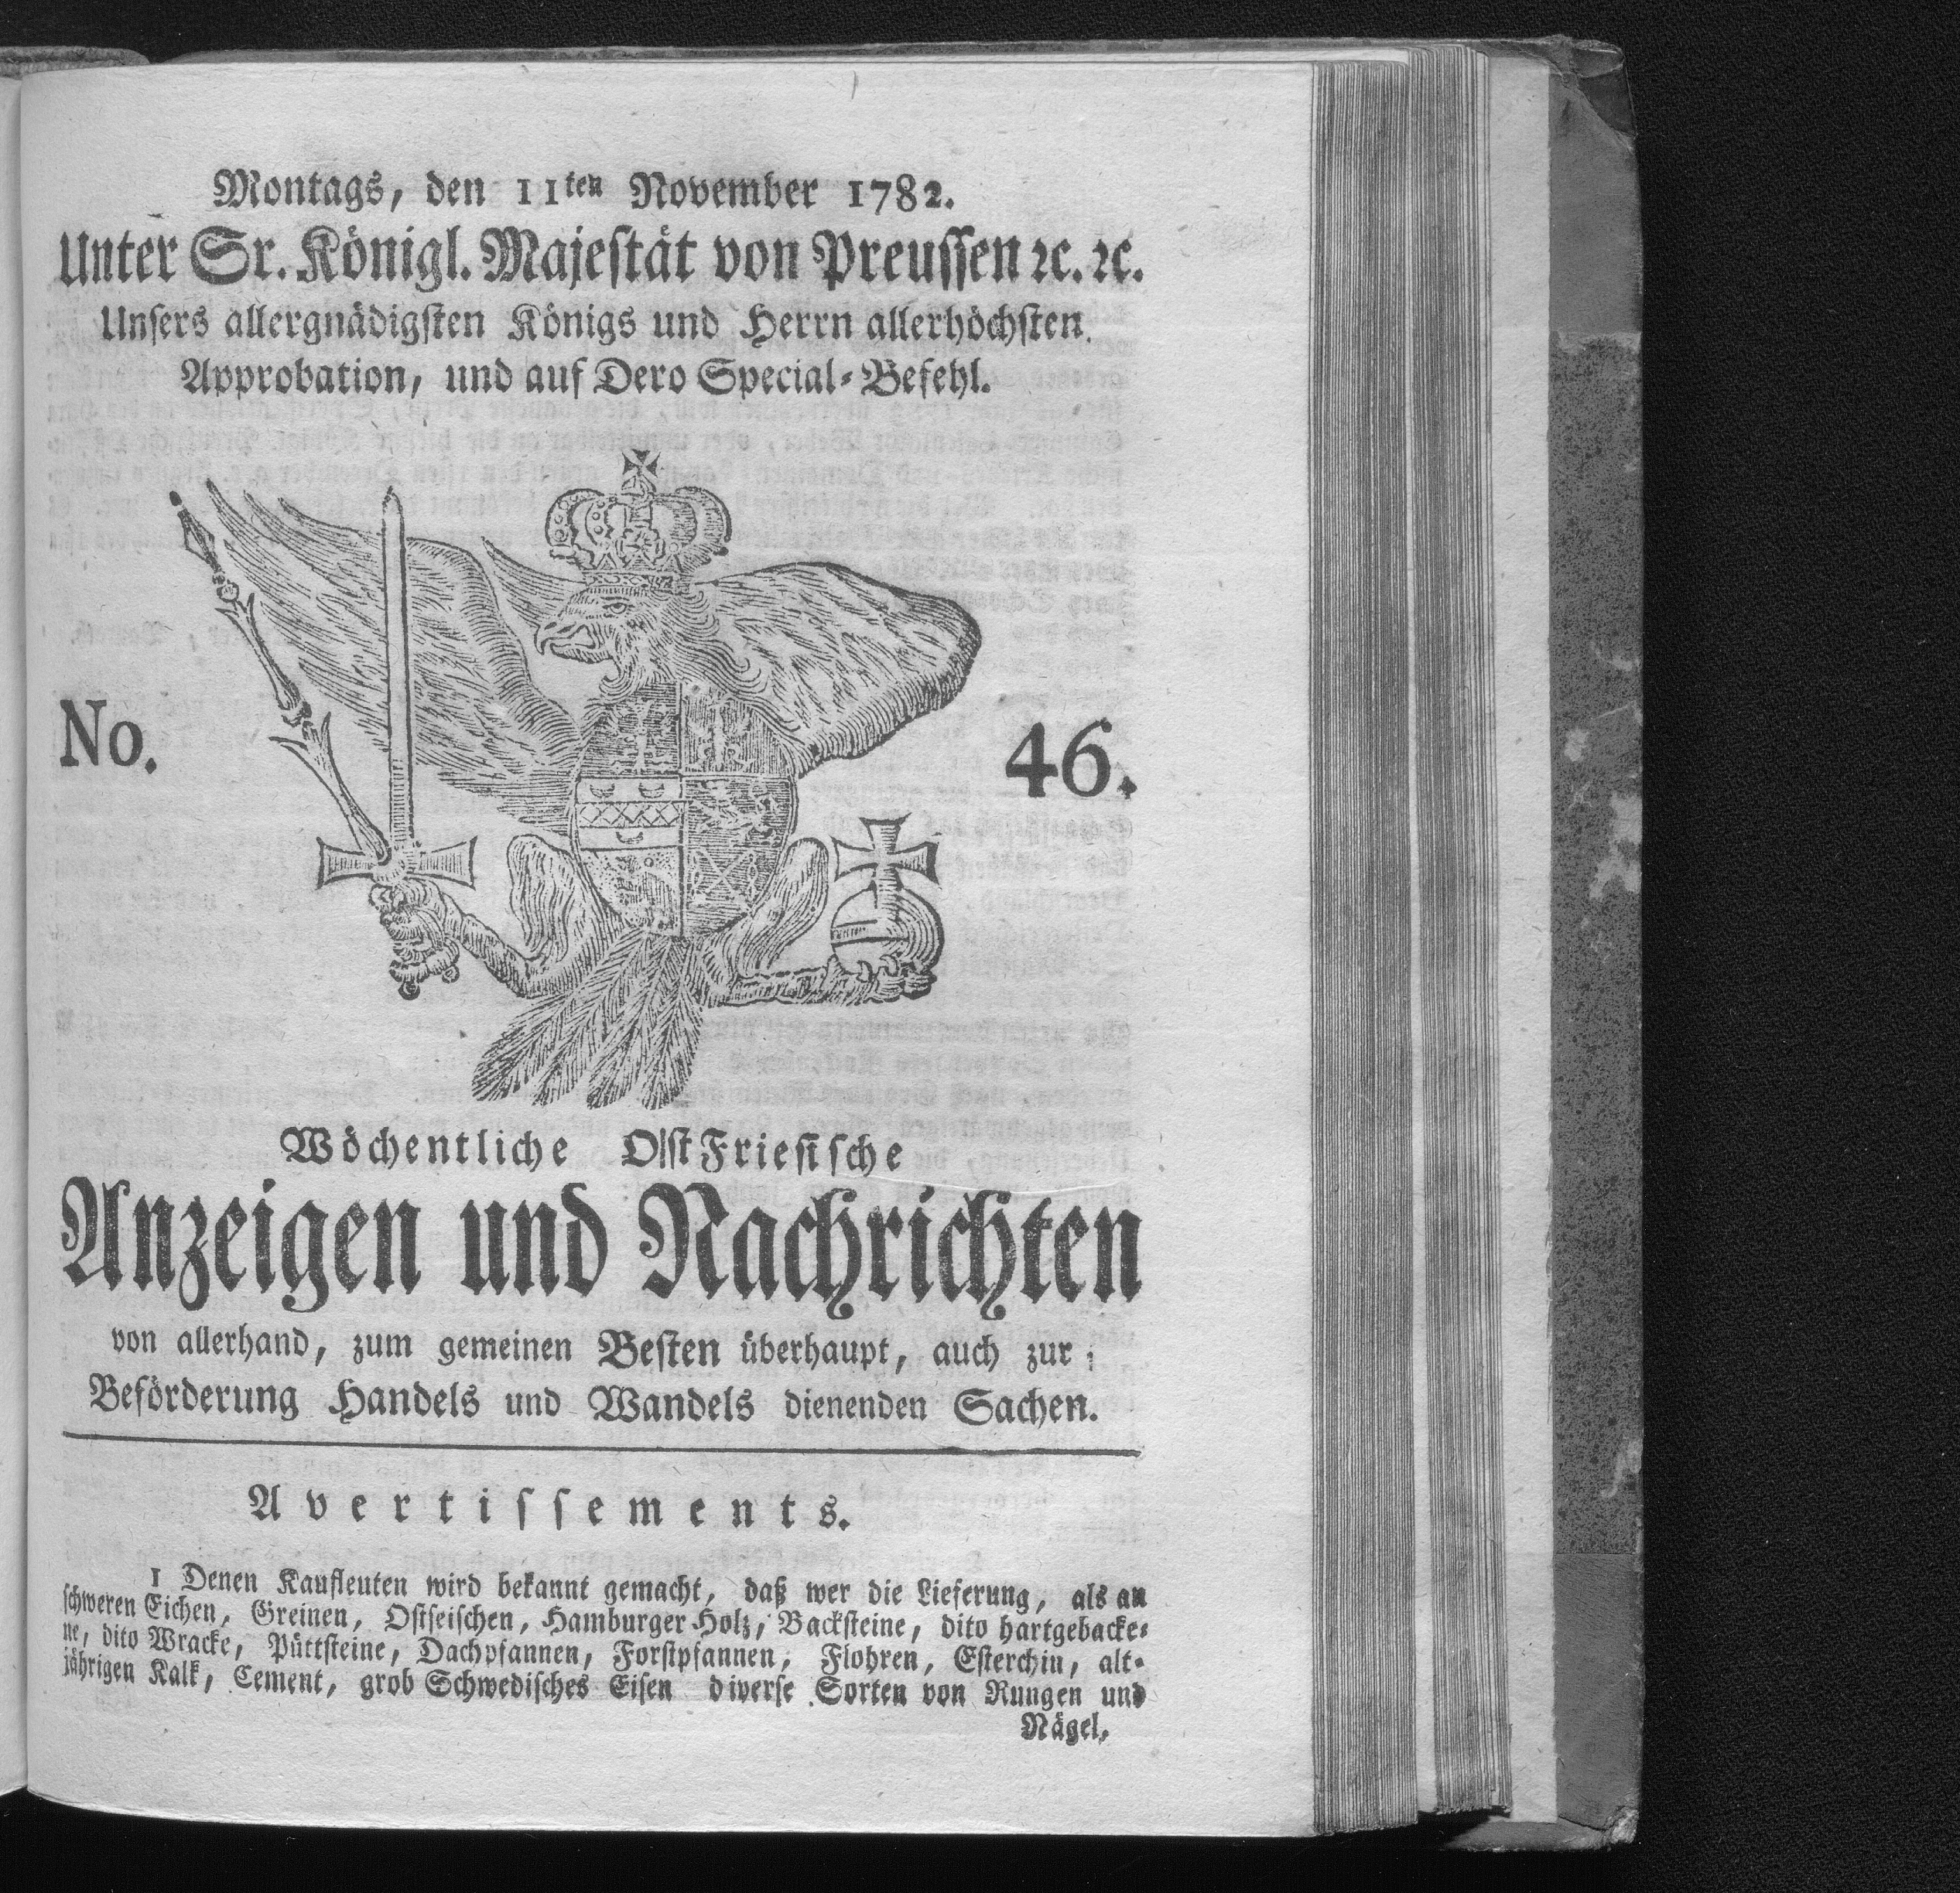 Montags, den 11ten November 1782.
Unter Sr. Königl. Majeſtät von Preuſſen ꝛc. ꝛc.
Unſers allergnädigſten Königs und Herrn allerhöchſten
Approbation, und auf Dero Special-Befehl.
No. 46.
Wöchentliche OſtFrieſiſche
Anzeigen und Nachrichten
von allerhand, zum gemeinen Beſten überhaupt, auch zur
Beförderung Handels und Wandels dienenden Sachen.
Avertiſſements.
1 Denen Kaufleuten wird bekannt gemacht, daß wer die Lieferung, als an
ſchweren Eichen, Greinen, Oſtſeiſchen, Hamburger Holz, Backſteine, dito hartgebacke-
ne, dito Wracke, Püttſteine, Dachpfannen, Forſtpfannen, Flohren, Eſterchin, alt-
jährigen Kalk, Cement, grob Schwediſches Eiſen diverſe Sorten von Rungen und
Nägel,